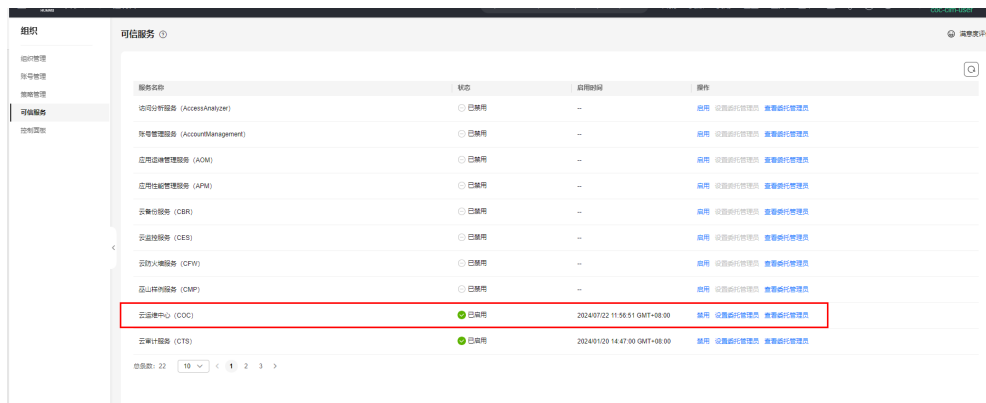 coc-cim-user
组织
可信服务
满意度评
组织管理
账号管理
策略管理
可信服务
控制面板
服务名称 状态 启用时间 操作
访问分析服务 (AccessAnalyzer) 已禁用 -- 启用 设置委托管理员 查看委托管理员
账号管理服务 (AccountManagement) 已禁用 -- 启用 设置委托管理员 查看委托管理员
应用运维管理服务 (AOM) 已禁用 -- 启用 设置委托管理员 查看委托管理员
应用性能管理服务 (APM) 已禁用 -- 启用 设置委托管理员 查看委托管理员
云备份服务 (CBR) 已禁用 -- 启用 设置委托管理员 查看委托管理员
云监控服务 (CES) 已禁用 -- 启用 设置委托管理员 查看委托管理员
云防火墙服务 (CFW) 已禁用 -- 启用 设置委托管理员 查看委托管理员
巫山样例服务 (CMP) 已禁用 -- 启用 设置委托管理员 查看委托管理员
云运维中心 (COC) 已启用 2024/07/22 11:56:51 GMT+08:00 禁用 设置委托管理员 查看委托管理员
云审计服务 (CTS) 已启用 2024/01/20 14:47:00 GMT+08:00 禁用 设置委托管理员 查看委托管理员
总条数: 22 10 < 1 2 3 >